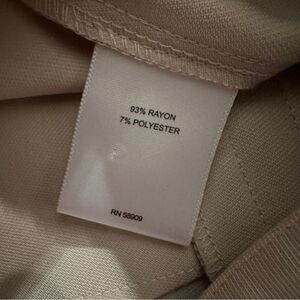 93% RAYON
7% POLYESTER
RN 58909